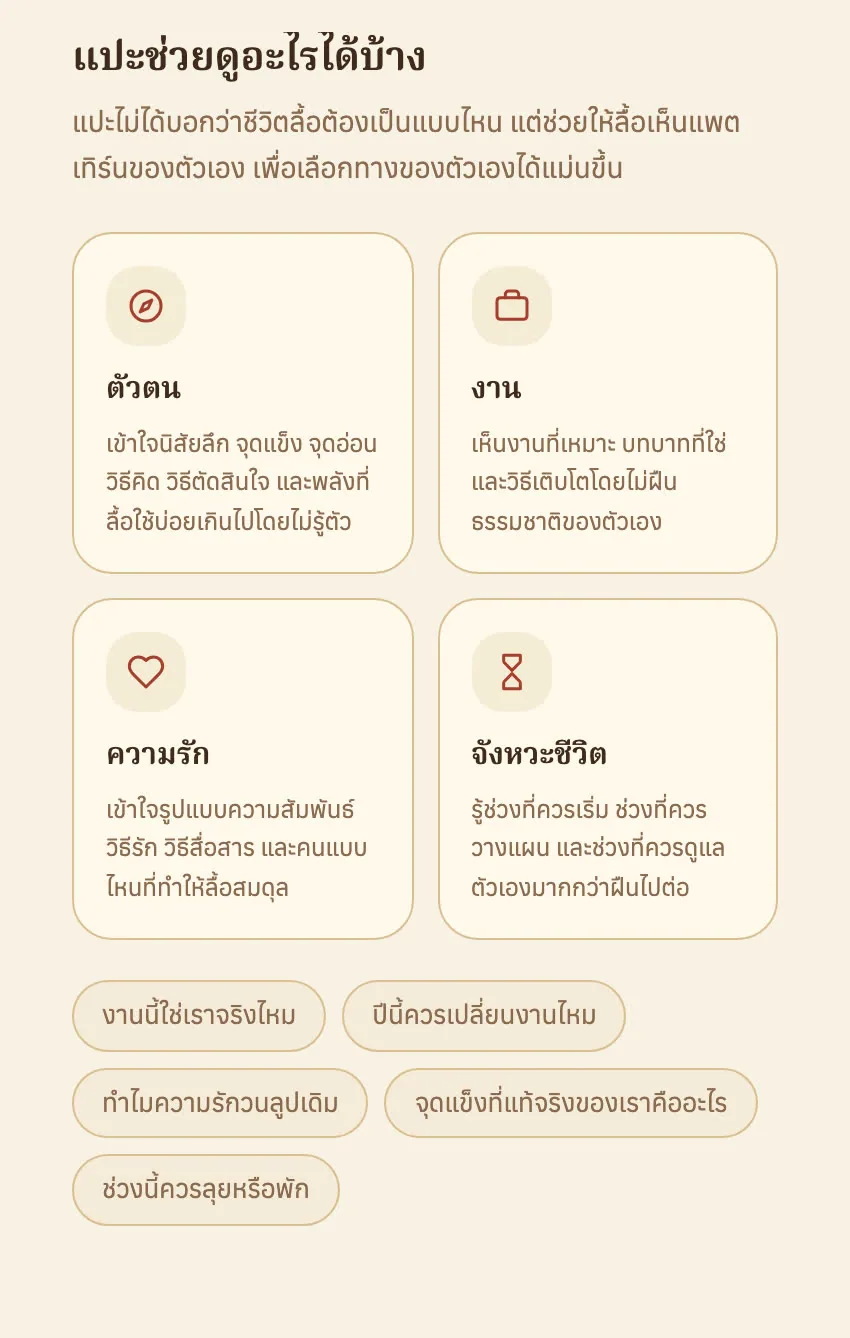 แปะช่วยดูอะไรได้บ้าง
แปะไม่ได้บอกว่าชีวิตลื้อต้องเป็นแบบไหน แต่ช่วยให้ลื้อเห็นแพต
เทิร์นของตัวเอง เพื่อเลือกทางของตัวเองได้แม่นขึ้น
ตัวตน
เข้าใจนิสัยลึก จุดแข็ง จุดอ่อน
วิธีคิด วิธีตัดสินใจ และพลังที่
ลื้อใช้บ่อยเกินไปโดยไม่รู้ตัว
งาน
เห็นงานที่เหมาะ บทบาทที่ใช่
และวิธีเติบโตโดยไม่ฝืน
ธรรมชาติของตัวเอง
ความรัก
เข้าใจรูปแบบความสัมพันธ์
วิธีรัก วิธีสื่อสาร และคนแบบ
ไหนที่ทำให้ลื้อสมดุล
จังหวะชีวิต
รู้ช่วงที่ควรเริ่ม ช่วงที่ควร
วางแผน และช่วงที่ควรดูแล
ตัวเองมากกว่าฝืนไปต่อ
งานนี้ใช่เราจริงไหม
ปีนี้ควรเปลี่ยนงานไหม
ทำไมความรักวนลูปเดิม
จุดแข็งที่แท้จริงของเราคืออะไร
ช่วงนี้ควรลุยหรือพัก